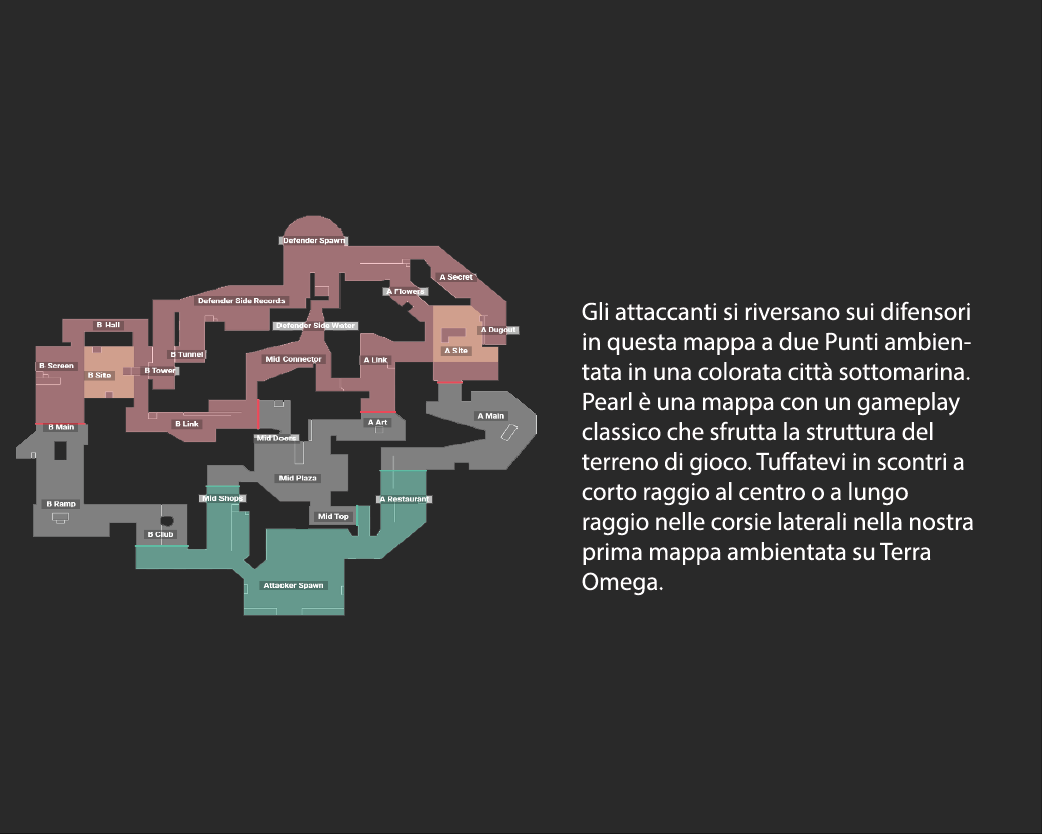 Defender Spawn
A Secret
A Flowers
Defender Side Records
Defender Side Water
A Dugout
B Hall
A Site
B Tunnel
Mid Connector
A Link
B Screen
B Tower
B Site
A Main
A Art
B Link
B Main
Mid Doors
Mid Plaza
Mid Shops
A Restaurant
B Ramp
Mid Top
B Club
Attacker Spawn
Gli attaccanti si riversano sui difensori
in questa mappa a due Punti ambien-
tata in una colorata città sottomarina.
Pearl è una mappa con un gameplay
classico che sfrutta la struttura del
terreno di gioco. Tuffatevi in scontri a
corto raggio al centro o a lungo
raggio nelle corsie laterali nella nostra
prima mappa ambientata su Terra
Omega.